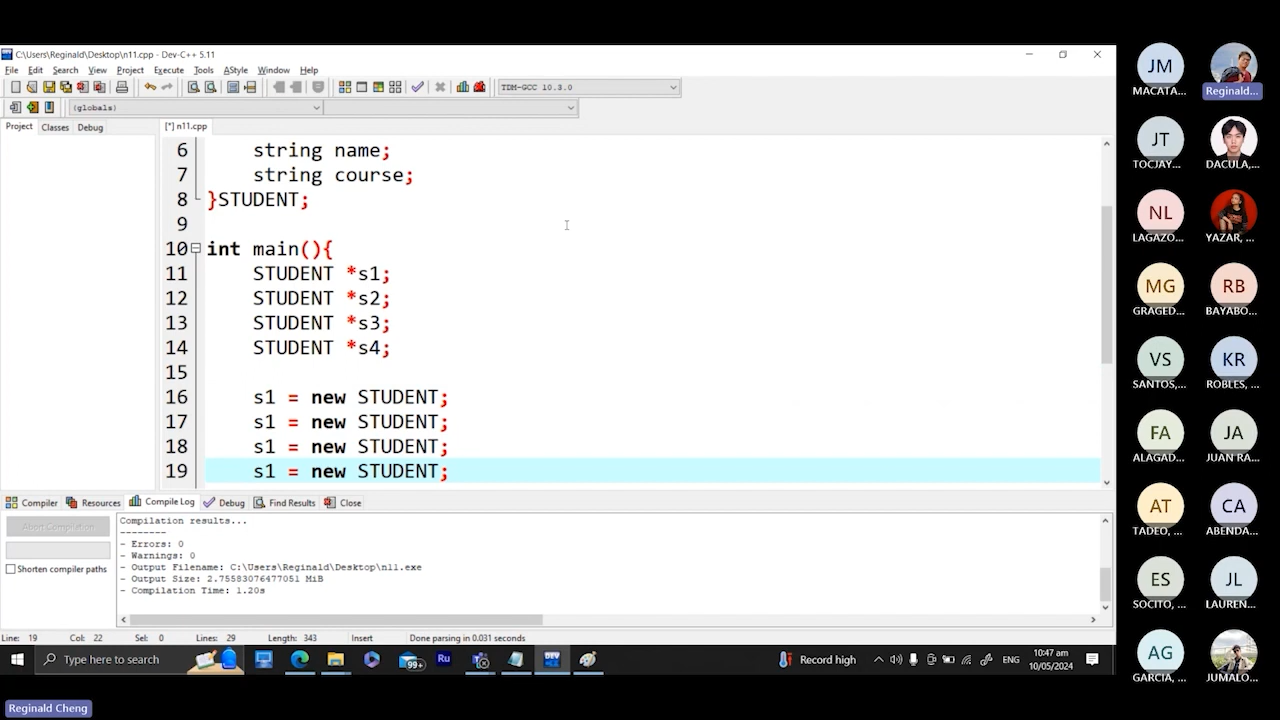 C:\Users\Reginald\Desktop\n11.cpp - Dev-C++ 5.11
File Edit Search View Project Execute Tools AStyle Window Help
TDM-GCC 10.3.0
(globals)
Project Classes Debug
[*] n11.cpp
6 string name;
7 string course;
8 }STUDENT;
9
10 int main(){
11 STUDENT *s1;
12 STUDENT *s2;
13 STUDENT *s3;
14 STUDENT *s4;
15
16 s1 = new STUDENT;
17 s1 = new STUDENT;
18 s1 = new STUDENT;
19 s1 = new STUDENT;
Compiler Resources Compile Log Debug Find Results Close
Abort Compilation
Shorten compiler paths
Compilation results...
--------
- Errors: 0
- Warnings: 0
- Output Filename: C:\Users\Reginald\Desktop\n11.exe
- Output Size: 2.75583076477051 MiB
- Compilation Time: 1.20s
Line: 19 Col: 22 Sel: 0 Lines: 29 Length: 343 Insert Done parsing in 0.031 seconds
Type here to search
99+
Ru
Record high
ENG
10:47 am
10/05/2024
Reginald Cheng
JM
MACATA...
Reginald...
JT
TOCJAY...
DACULA,...
NL
LAGAZO...
YAZAR, ...
MG
GRAGED...
RB
BAYABO...
VS
SANTOS,...
KR
ROBLES, ...
FA
ALAGAD...
JA
JUAN RA...
AT
TADEO, ...
CA
ABENDA...
ES
SOCITO, ...
JL
LAUREN...
AG
GARCIA, ...
JUMALO...